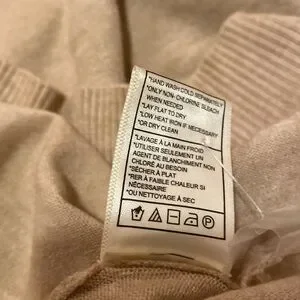 *HAND WASH COLD SEPARATELY
*ONLY NON- CHLORINE BLEACH
WHEN NEEDED
*LAY FLAT TO DRY
*LOW HEAT IRON IF NECESSARY
*OR DRY CLEAN
*LAVAGE À LA MAIN FROID
*UTILISER SEULEMENT UN
AGENT DE BLANCHIMENT NON
CHLORÉ AU BESOIN
*SÉCHER À PLAT
*RER À FAIBLE CHALEUR SI
NÉCESSAIRE
*OU NETTOYAGE À SEC
P